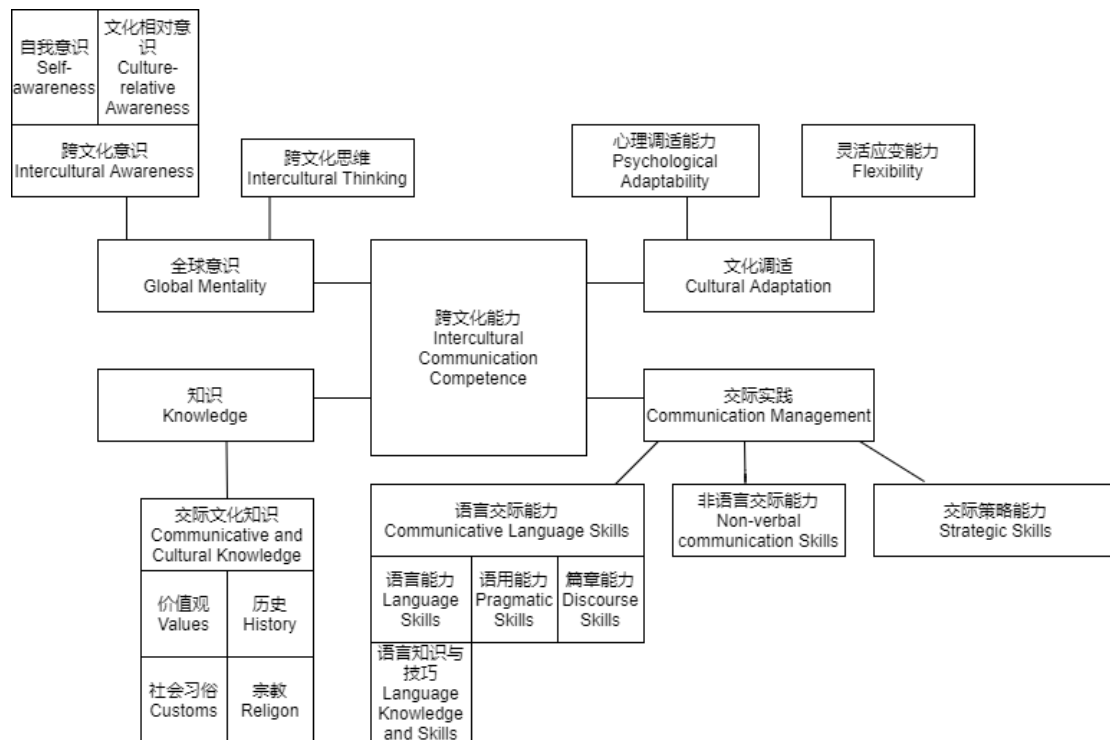 自我意识
Self-
awareness
文化相对意
识
Culture-
relative
Awareness
跨文化意识
Intercultural Awareness
跨文化思维
Intercultural Thinking
心理调适能力
Psychological
Adaptability
灵活应变能力
Flexibility
全球意识
Global Mentality
跨文化能力
Intercultural
Communication
Competence
文化调适
Cultural Adaptation
知识
Knowledge
交际实践
Communication Management
交际文化知识
Communicative and
Cultural Knowledge
价值观
Values
历史
History
社会习俗
Customs
宗教
Religon
语言交际能力
Communicative Language Skills
语言能力
Language
Skills
语用能力
Pragmatic
Skills
篇章能力
Discourse
Skills
语言知识与
技巧
Language
Knowledge
and Skills
非语言交际能力
Non-verbal
communication Skills
交际策略能力
Strategic Skills